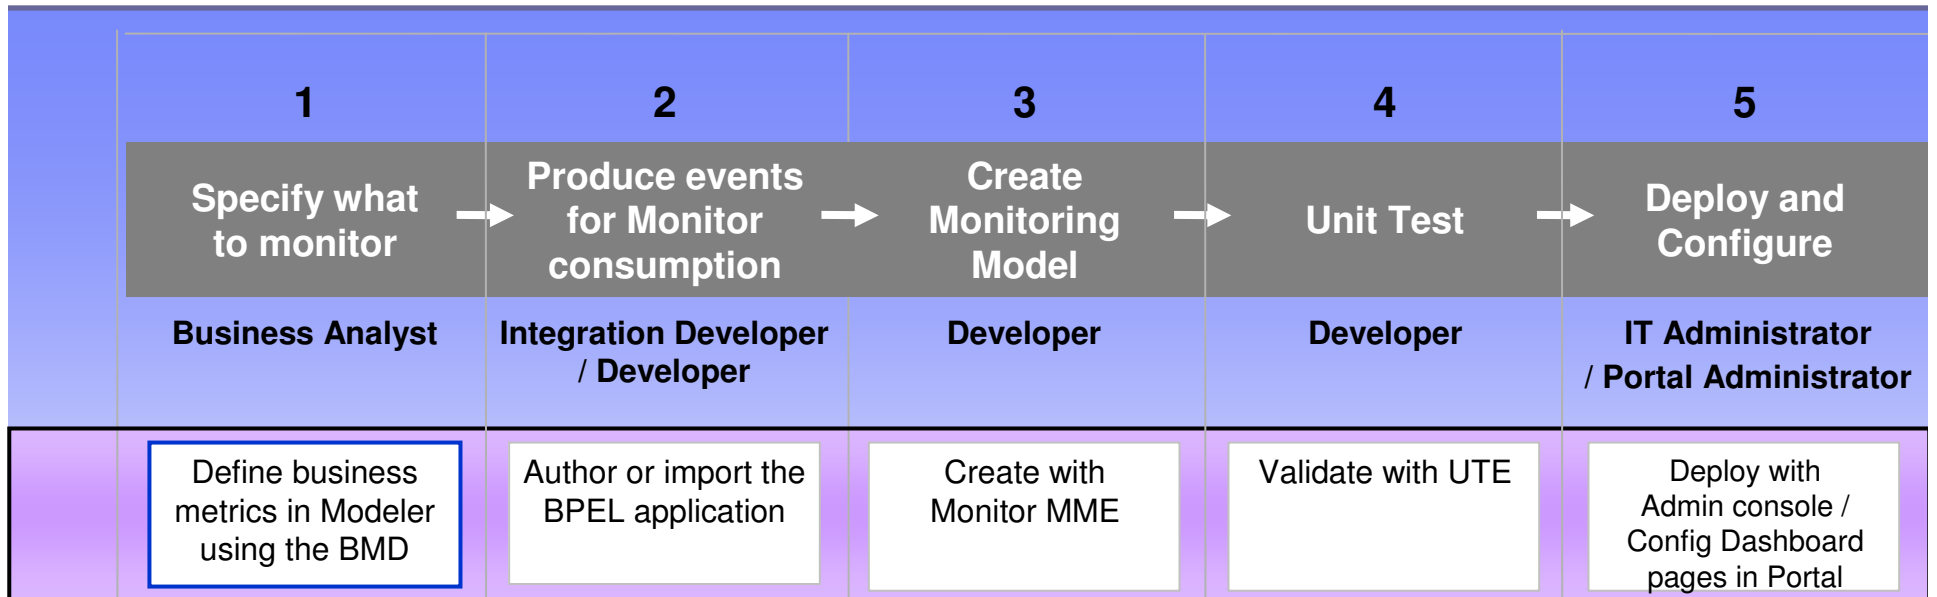 1
2
3
4
5
Specify what
to monitor
Produce events
for Monitor
consumption
Create
Monitoring
Model
Unit Test
Deploy and
Configure
Business Analyst
Integration Developer
/ Developer
Developer
Developer
IT Administrator
/ Portal Administrator
Define business
metrics in Modeler
using the BMD
Author or import the
BPEL application
Create with
Monitor MME
Validate with UTE
Deploy with
Admin console /
Config Dashboard
pages in Portal